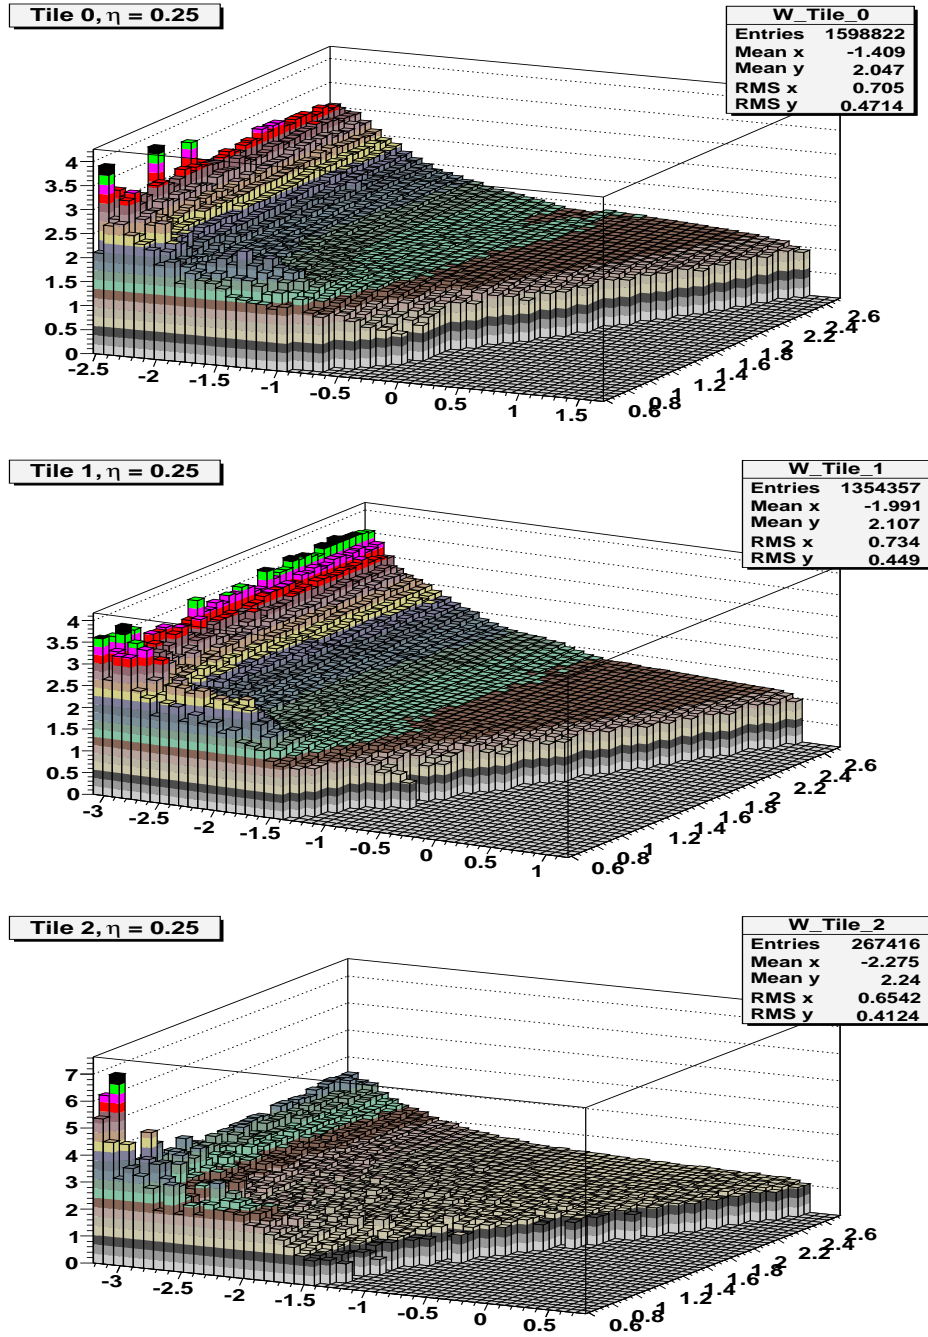 Tile 0, η = 0.25
W_Tile_0
Entries 1598822
Mean x -1.409
Mean y 2.047
RMS x 0.705
RMS y 0.4714
4
3.5
3
2.5
2
1.5
1
0.5
0
-2.5 -2 -1.5 -1 -0.5 0 0.5 1 1.5
0.6 0.8 1 1.2 1.4 1.6 1.8 2 2.2 2.4 2.6
Tile 1, η = 0.25
W_Tile_1
Entries 1354357
Mean x -1.991
Mean y 2.107
RMS x 0.734
RMS y 0.449
4
3.5
3
2.5
2
1.5
1
0.5
0
-3 -2.5 -2 -1.5 -1 -0.5 0 0.5 1
0.6 0.8 1 1.2 1.4 1.6 1.8 2 2.2 2.4 2.6
Tile 2, η = 0.25
W_Tile_2
Entries 267416
Mean x -2.275
Mean y 2.24
RMS x 0.6542
RMS y 0.4124
7
6
5
4
3
2
1
0
-3 -2.5 -2 -1.5 -1 -0.5 0 0.5
0.6 0.8 1 1.2 1.4 1.6 1.8 2 2.2 2.4 2.6